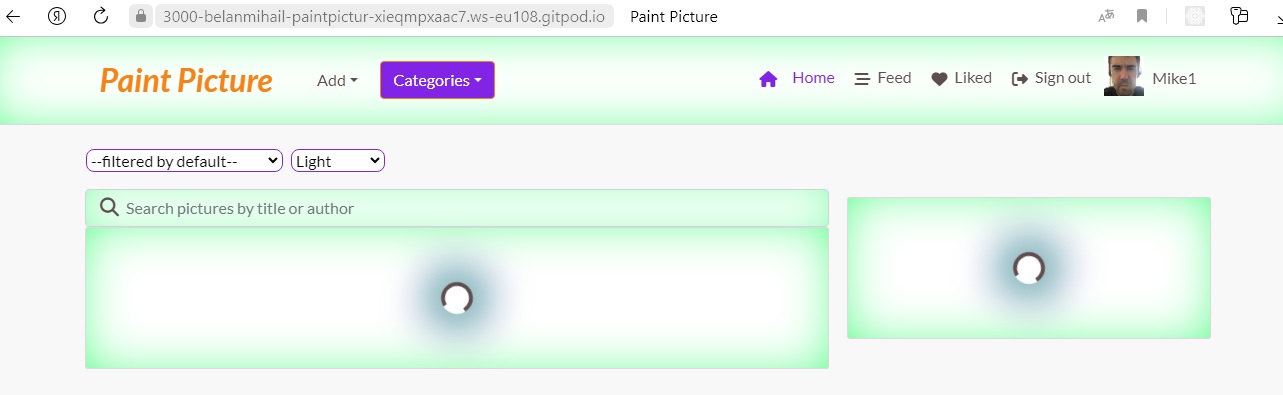 3000-belanmihail-paintpictur-xieqmpxaac7.ws-eu108.gitpod.io Paint Picture
Paint Picture Add Categories Home Feed Liked Sign out Mike1
--filtered by default-- Light
Search pictures by title or author